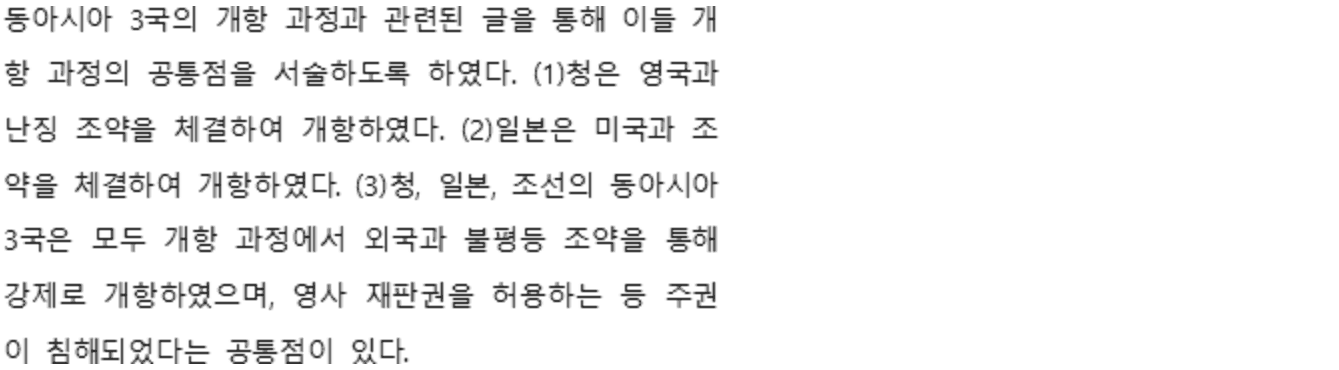 동아시아 3국의 개항 과정과 관련된 글을 통해 이들 개
항 과정의 공통점을 서술하도록 하였다. (1)청은 영국과
난징 조약을 체결하여 개항하였다. (2)일본은 미국과 조
약을 체결하여 개항하였다. (3)청, 일본, 조선의 동아시아
3국은 모두 개항 과정에서 외국과 불평등 조약을 통해
강제로 개항하였으며, 영사 재판권을 허용하는 등 주권
이 침해되었다는 공통점이 있다.